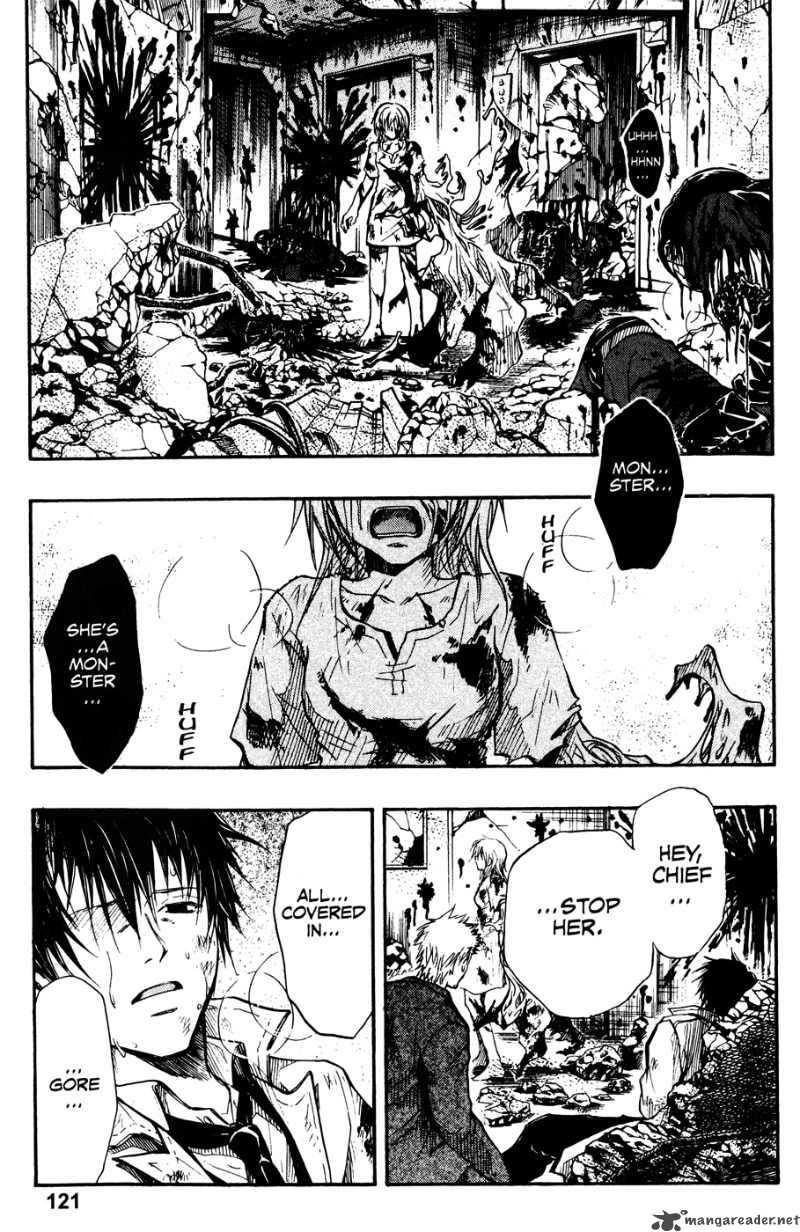 UHHH
...
HHNN
...
MON...
STER...
HUFF
SHE'S
...A
MON-
STER
...
HUFF
HEY,
CHIEF
...
...STOP
HER.
ALL...
COVERED
IN...
...
GORE
...
121
mangareader.net